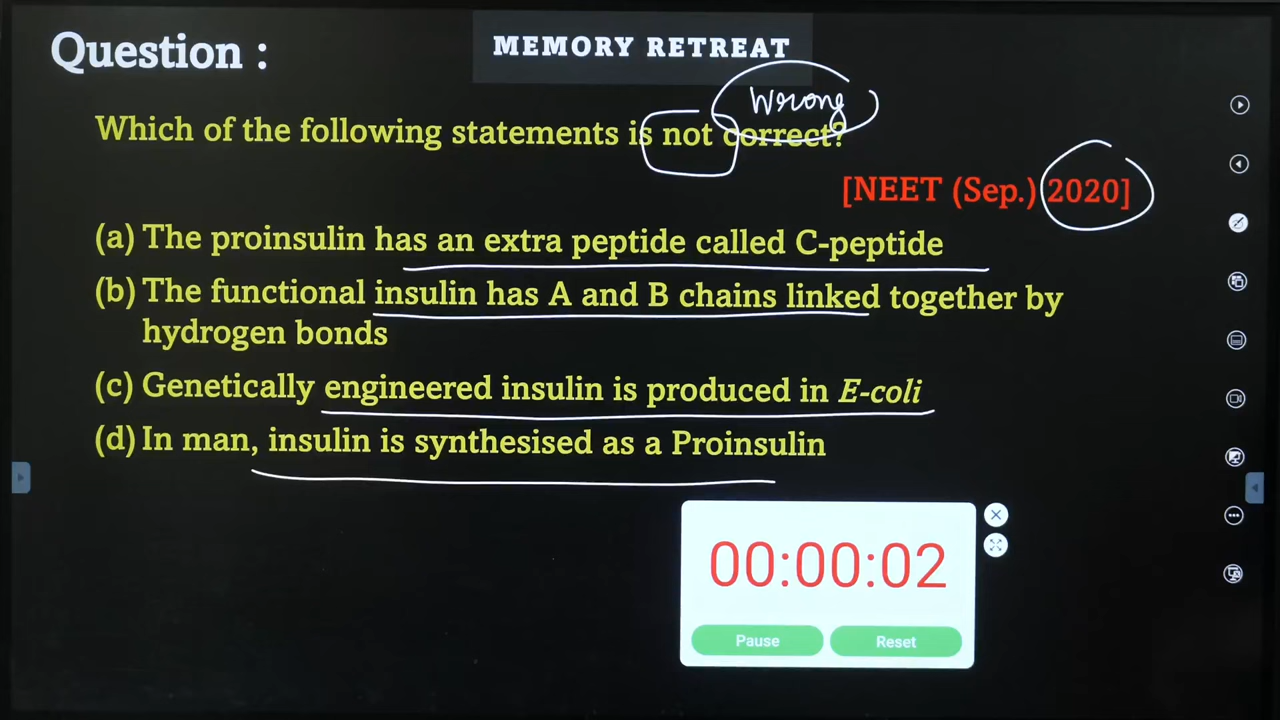 MEMORY RETREAT
Question :
Wrong
Which of the following statements is not correct?
[NEET (Sep.) 2020]
(a) The proinsulin has an extra peptide called C-peptide
(b) The functional insulin has A and B chains linked together by
hydrogen bonds
(c) Genetically engineered insulin is produced in E-coli
(d) In man, insulin is synthesised as a Proinsulin
00:00:02
Pause
Reset